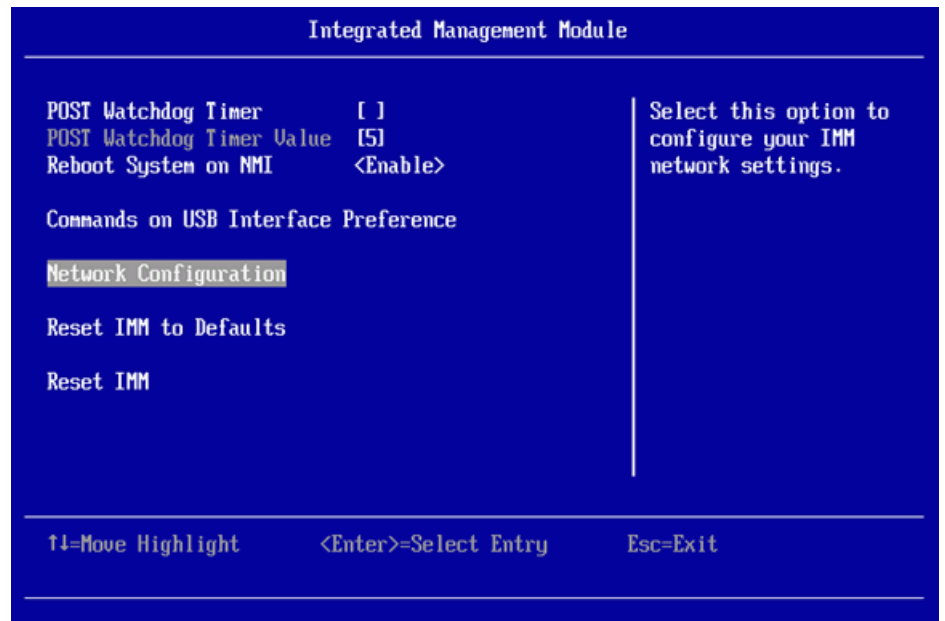 Integrated Management Module
POST Watchdog Timer [ ]
POST Watchdog Timer Value [5]
Reboot System on NMI <Enable>
Commands on USB Interface Preference
Network Configuration
Reset IMM to Defaults
Reset IMM
Select this option to
configure your IMM
network settings.
↑↓=Move Highlight <Enter>=Select Entry Esc=Exit